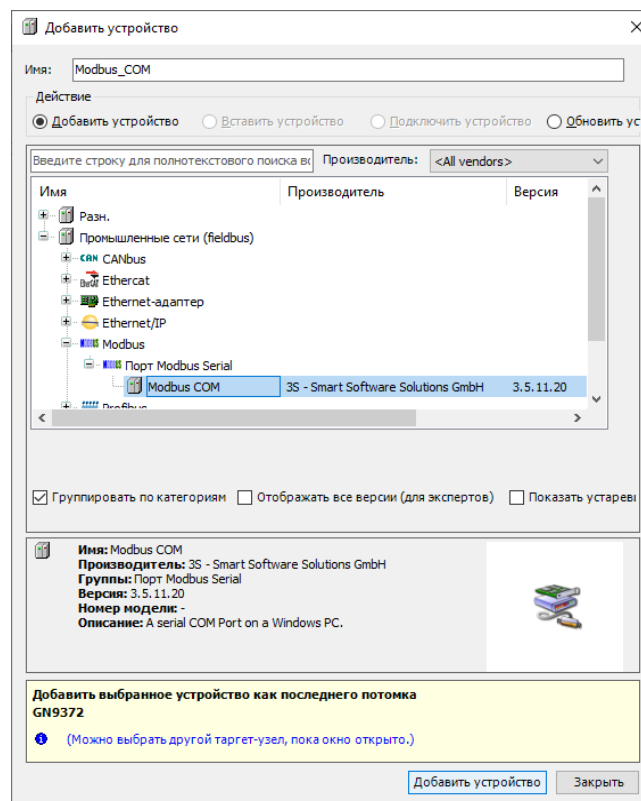 Добавить устройство
Имя: Modbus_COM
Действие
Добавить устройство Вставить устройство Подключить устройство Обновить ус
Введите строку для полнотекстового поиска во Производитель: <All vendors>
Имя Производитель Версия
Разн.
Промышленные сети (fieldbus)
CAN CANbus
Ethercat
Ethernet-адаптер
Ethernet/IP
Modbus
Порт Modbus Serial
Modbus COM 3S - Smart Software Solutions GmbH 3.5.11.20
Profibus
Группировать по категориям Отображать все версии (для экспертов) Показать устарев
Имя: Modbus COM
Производитель: 3S - Smart Software Solutions GmbH
Группы: Порт Modbus Serial
Версия: 3.5.11.20
Номер модели: -
Описание: A serial COM Port on a Windows PC.
Добавить выбранное устройство как последнего потомка
GN9372
(Можно выбрать другой таргет-узел, пока окно открыто.)
Добавить устройство Закрыть